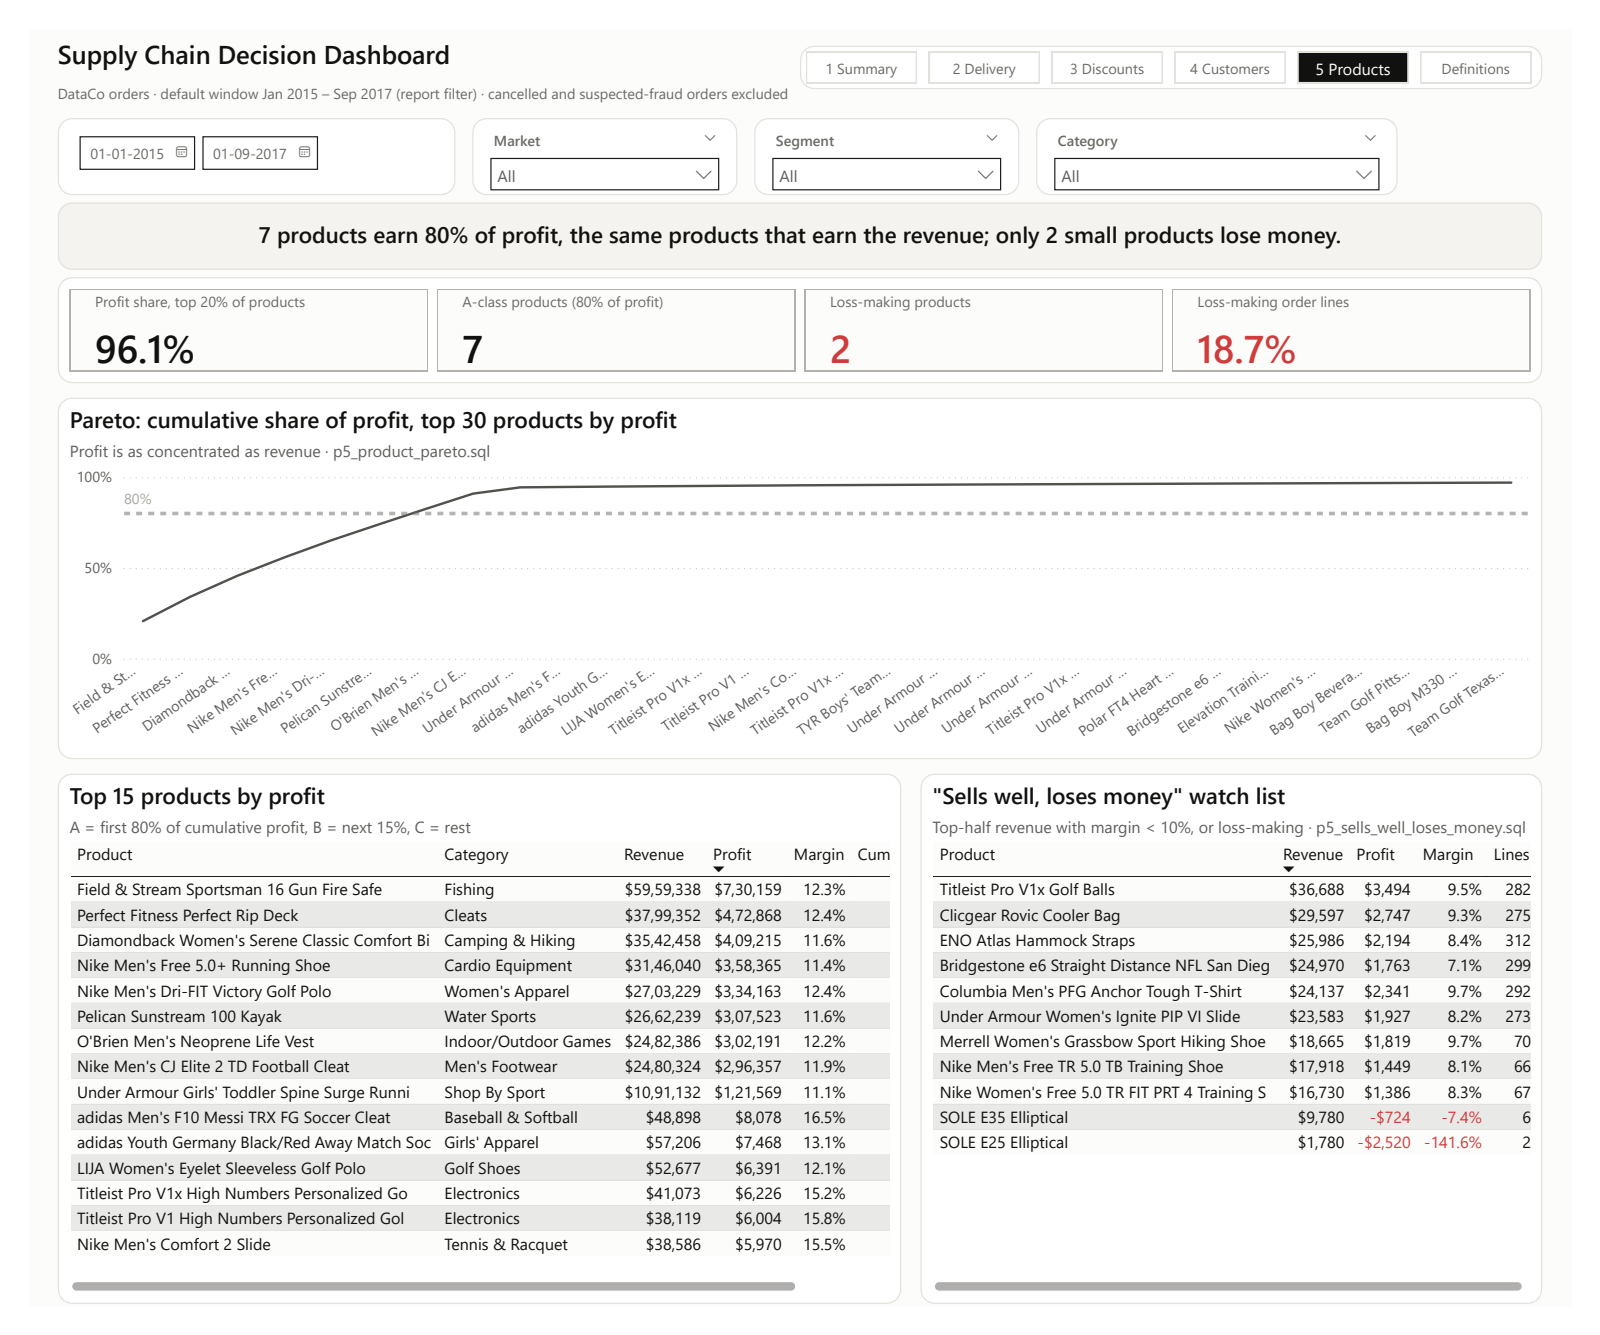 Supply Chain Decision Dashboard
1 Summary
2 Delivery
3 Discounts
4 Customers
5 Products
Definitions
DataCo orders · default window Jan 2015 – Sep 2017 (report filter) · cancelled and suspected-fraud orders excluded
01-01-2015
01-09-2017
Market
All
Segment
All
Category
All
7 products earn 80% of profit, the same products that earn the revenue; only 2 small products lose money.
Profit share, top 20% of products
96.1%
A-class products (80% of profit)
7
Loss-making products
2
Loss-making order lines
18.7%
Pareto: cumulative share of profit, top 30 products by profit
Profit is as concentrated as revenue · p5_product_pareto.sql
100%
80%
50%
0%
Field & St...
Perfect Fitness ...
Diamondback ...
Nike Men's Fre...
Nike Men's Dri-...
Pelican Sunstre...
O'Brien Men's ...
Nike Men's CJ E...
Under Armour ...
adidas Men's F...
adidas Youth G...
LIJA Women's E...
Titleist Pro V1x ...
Titleist Pro V1 ...
Nike Men's Co...
Titleist Pro V1x ...
TYR Boys' Team...
Under Armour ...
Under Armour ...
Under Armour ...
Titleist Pro V1x ...
Under Armour ...
Polar FT4 Heart ...
Bridgestone e6 ...
Elevation Traini...
Nike Women's ...
Bag Boy Bevera...
Team Golf Pitts...
Bag Boy M330 ...
Team Golf Texas...
Top 15 products by profit
A = first 80% of cumulative profit, B = next 15%, C = rest
Product Category Revenue Profit Margin Cum
Field & Stream Sportsman 16 Gun Fire Safe Fishing $59,59,338 $7,30,159 12.3%
Perfect Fitness Perfect Rip Deck Cleats $37,99,352 $4,72,868 12.4%
Diamondback Women's Serene Classic Comfort Bi Camping & Hiking $35,42,458 $4,09,215 11.6%
Nike Men's Free 5.0+ Running Shoe Cardio Equipment $31,46,040 $3,58,365 11.4%
Nike Men's Dri-FIT Victory Golf Polo Women's Apparel $27,03,229 $3,34,163 12.4%
Pelican Sunstream 100 Kayak Water Sports $26,62,239 $3,07,523 11.6%
O'Brien Men's Neoprene Life Vest Indoor/Outdoor Games $24,82,386 $3,02,191 12.2%
Nike Men's CJ Elite 2 TD Football Cleat Men's Footwear $24,80,324 $2,96,357 11.9%
Under Armour Girls' Toddler Spine Surge Runni Shop By Sport $10,91,132 $1,21,569 11.1%
adidas Men's F10 Messi TRX FG Soccer Cleat Baseball & Softball $48,898 $8,078 16.5%
adidas Youth Germany Black/Red Away Match Soc Girls' Apparel $57,206 $7,468 13.1%
LIJA Women's Eyelet Sleeveless Golf Polo Golf Shoes $52,677 $6,391 12.1%
Titleist Pro V1x High Numbers Personalized Go Electronics $41,073 $6,226 15.2%
Titleist Pro V1 High Numbers Personalized Gol Electronics $38,119 $6,004 15.8%
Nike Men's Comfort 2 Slide Tennis & Racquet $38,586 $5,970 15.5%
"Sells well, loses money" watch list
Top-half revenue with margin < 10%, or loss-making · p5_sells_well_loses_money.sql
Product Revenue Profit Margin Lines
Titleist Pro V1x Golf Balls $36,688 $3,494 9.5% 282
Clicgear Rovic Cooler Bag $29,597 $2,747 9.3% 275
ENO Atlas Hammock Straps $25,986 $2,194 8.4% 312
Bridgestone e6 Straight Distance NFL San Dieg $24,970 $1,763 7.1% 299
Columbia Men's PFG Anchor Tough T-Shirt $24,137 $2,341 9.7% 292
Under Armour Women's Ignite PIP VI Slide $23,583 $1,927 8.2% 273
Merrell Women's Grassbow Sport Hiking Shoe $18,665 $1,819 9.7% 70
Nike Men's Free TR 5.0 TB Training Shoe $17,918 $1,449 8.1% 66
Nike Women's Free 5.0 TR FIT PRT 4 Training S $16,730 $1,386 8.3% 67
SOLE E35 Elliptical $9,780 -$724 -7.4% 6
SOLE E25 Elliptical $1,780 -$2,520 -141.6% 2